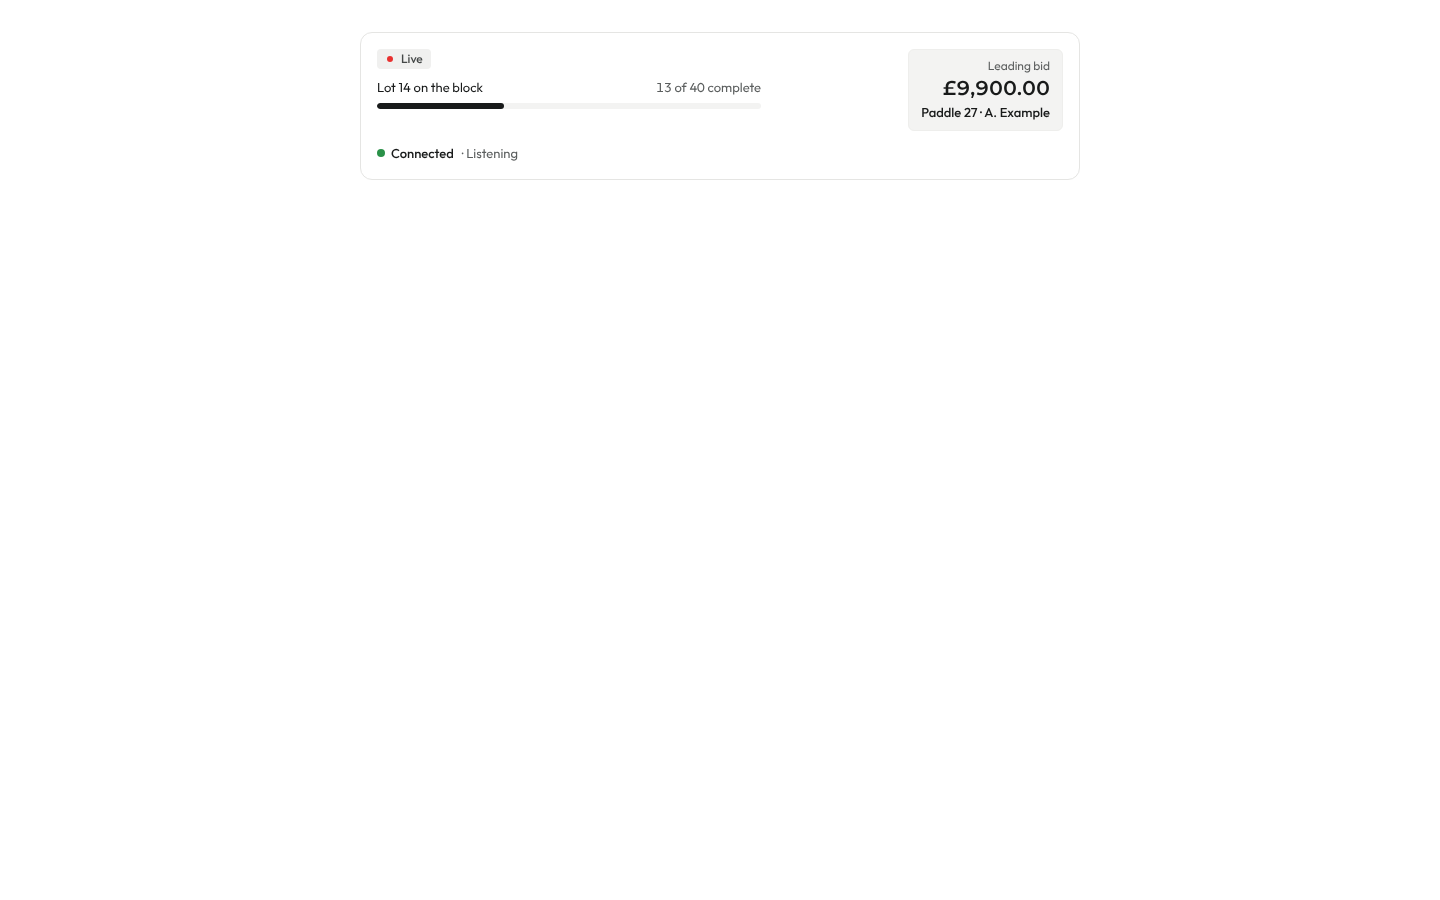 Live
Lot 14 on the block
13 of 40 complete
Leading bid
£9,900.00
Paddle 27 · A. Example
Connected · Listening